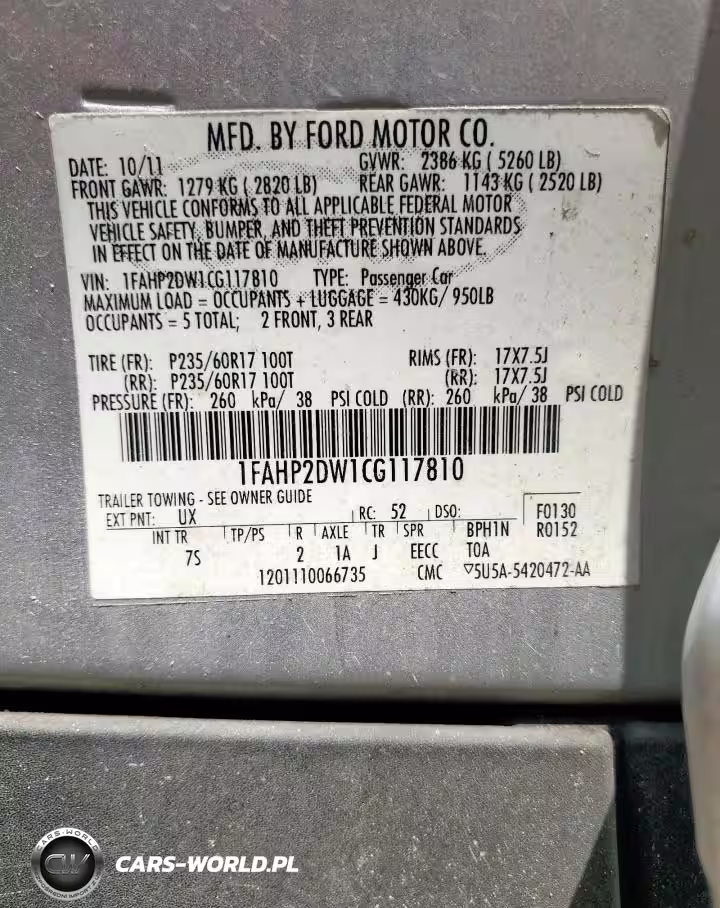 MFD. BY FORD MOTOR CO.
DATE: 10/11 GVWR: 2386 KG ( 5260 LB)
FRONT GAWR: 1279 KG ( 2820 LB) REAR GAWR: 1143 KG ( 2520 LB)
THIS VEHICLE CONFORMS TO ALL APPLICABLE FEDERAL MOTOR
VEHICLE SAFETY, BUMPER, AND THEFT PREVENTION STANDARDS
IN EFFECT ON THE DATE OF MANUFACTURE SHOWN ABOVE.
VIN: 1FAHP2DW1CG117810 TYPE: Passenger Car
MAXIMUM LOAD = OCCUPANTS + LUGGAGE = 430KG/ 950LB
OCCUPANTS = 5 TOTAL; 2 FRONT, 3 REAR
TIRE (FR): P235/60R17 100T RIMS (FR): 17X7.5J
(RR): P235/60R17 100T (RR): 17X7.5J
PRESSURE (FR): 260 kPa/ 38 PSI COLD (RR): 260 kPa/ 38 PSI COLD
1FAHP2DW1CG117810
TRAILER TOWING - SEE OWNER GUIDE
EXT PNT: UX RC: 52 DSO: F0130
INT TR TP/PS R AXLE TR SPR BPH1N R0152
7S 2 1A J EECC TOA
1201110066735 CMC ▽5U5A-5420472-AA
CARS-WORLD
CW
CARS-WORLD.PL